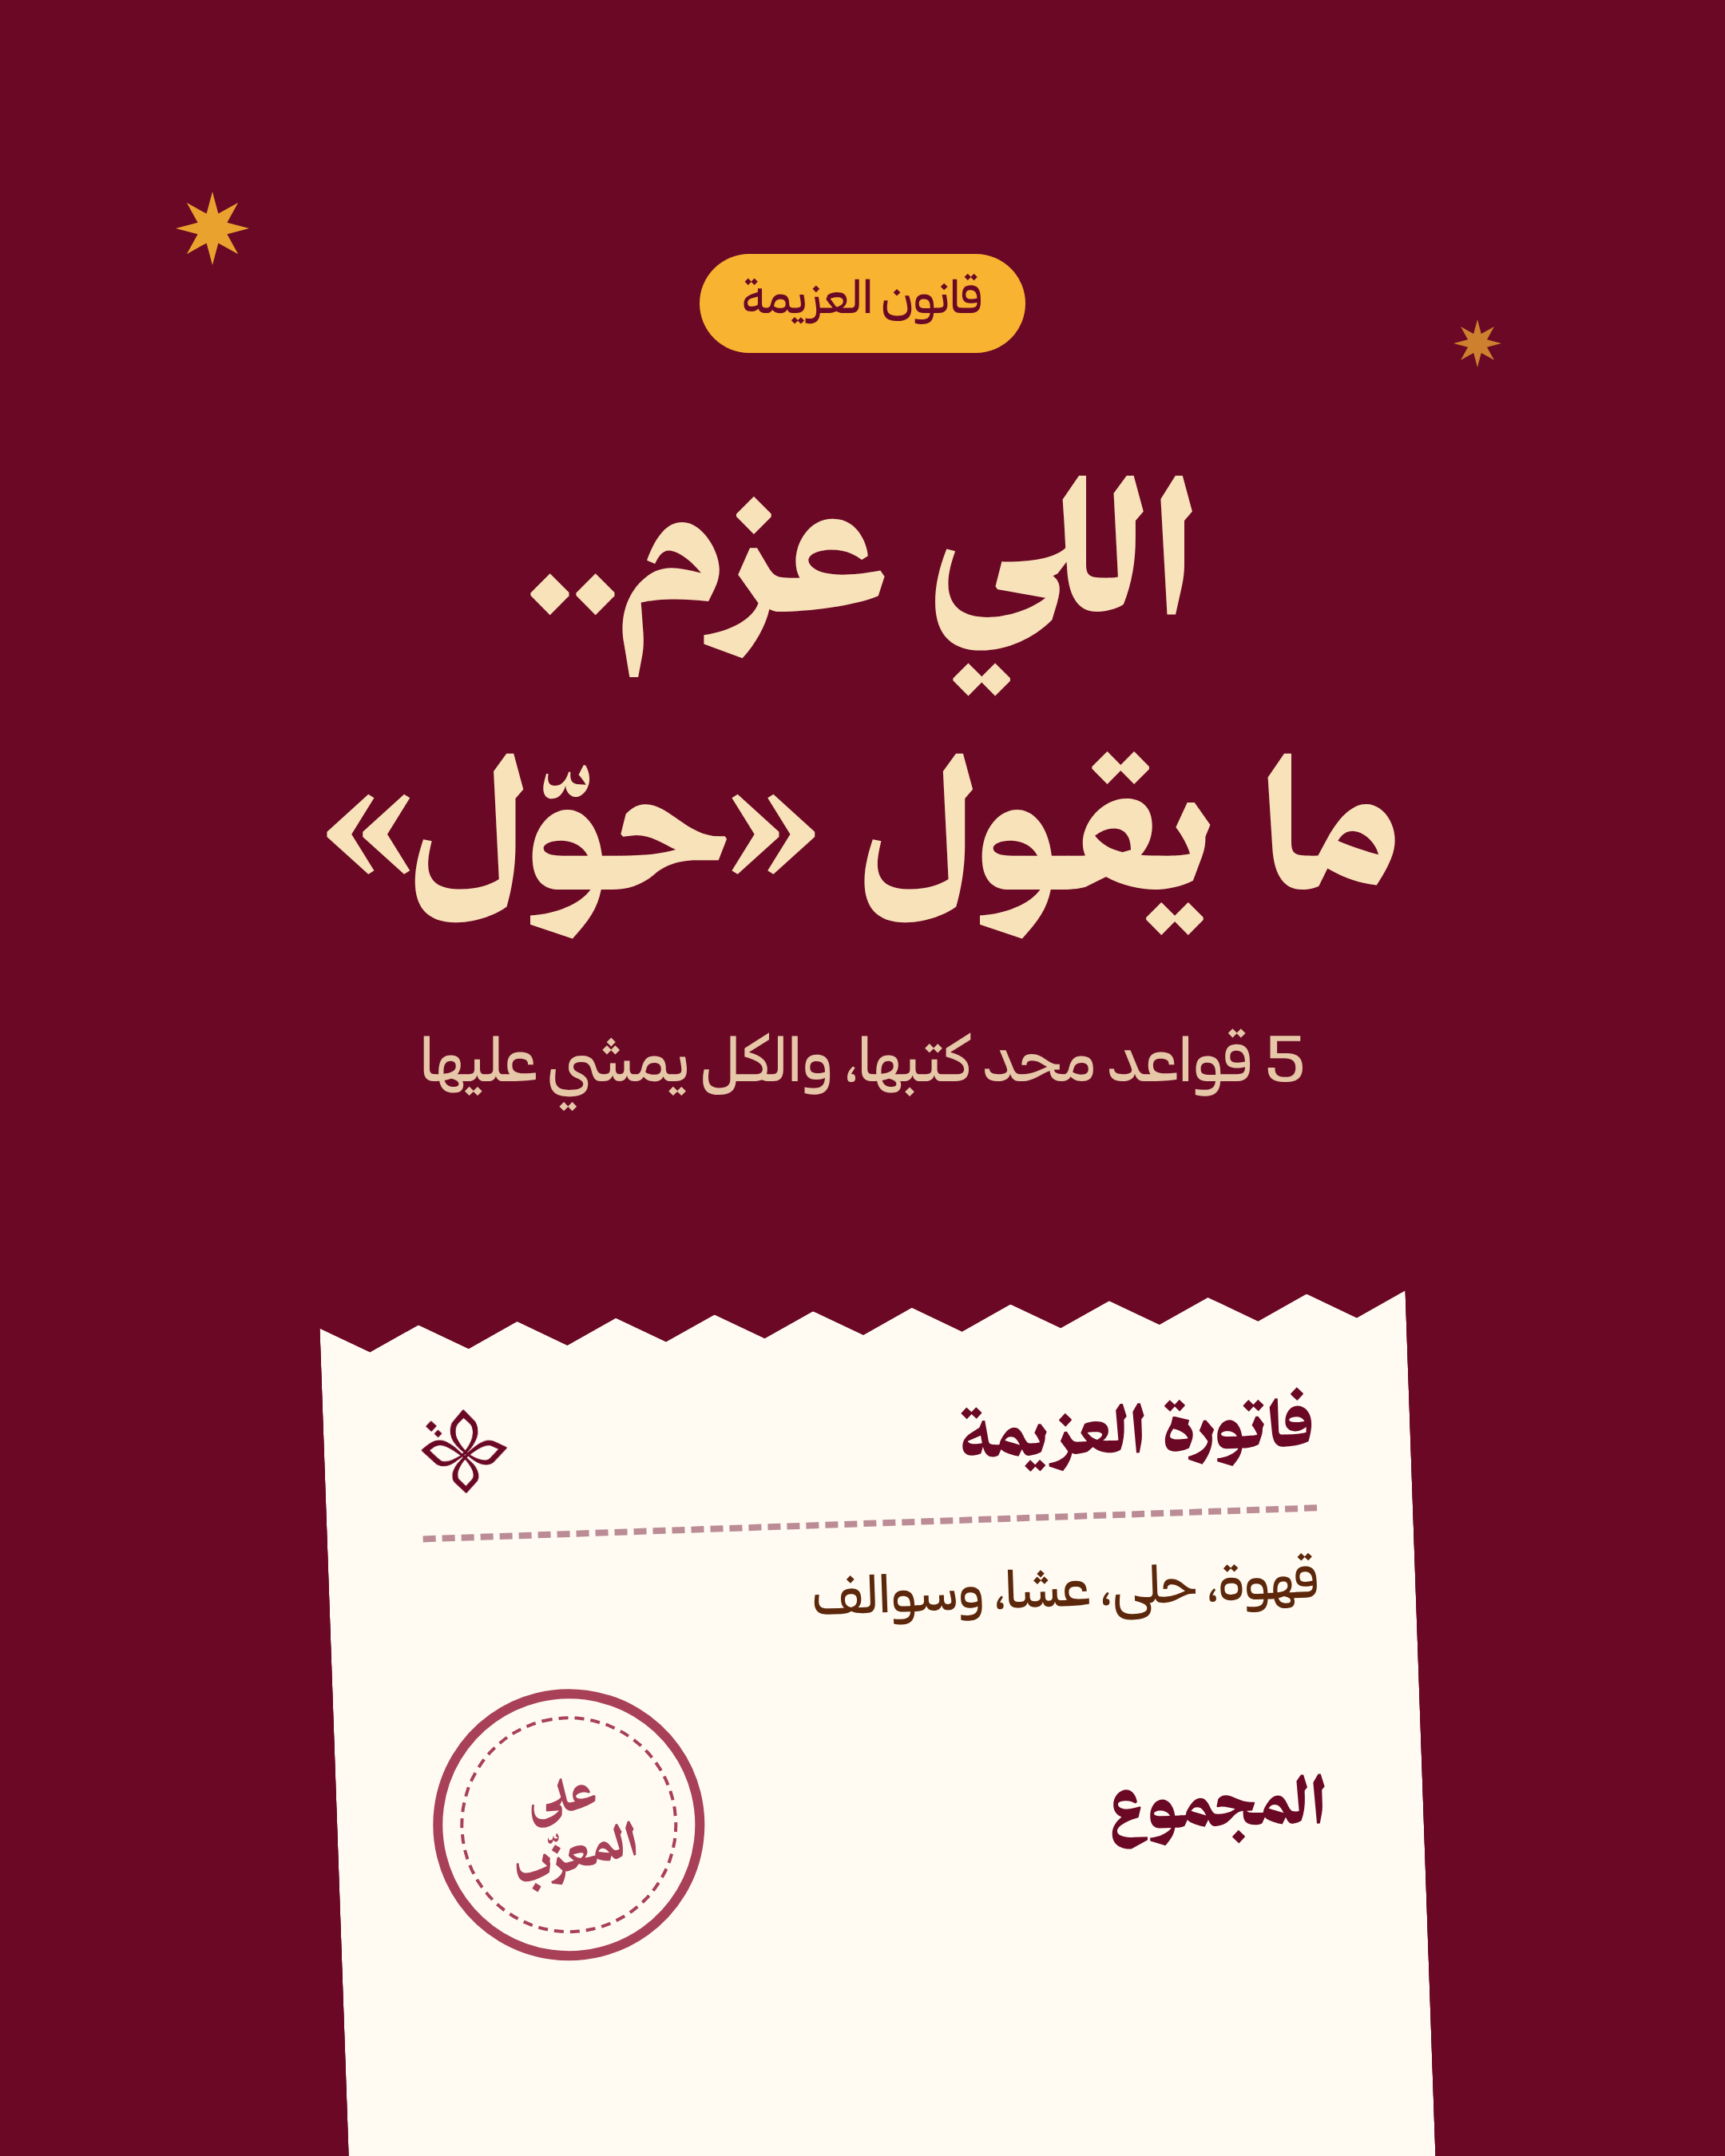 قانون العزيمة
اللي عزم..
ما يقول «حوّل»
5 قواعد محد كتبها، والكل يمشي عليها
فاتورة العزيمة
قهوة، حلى، عشا، وسوالف
المجموع
على
المعزّب